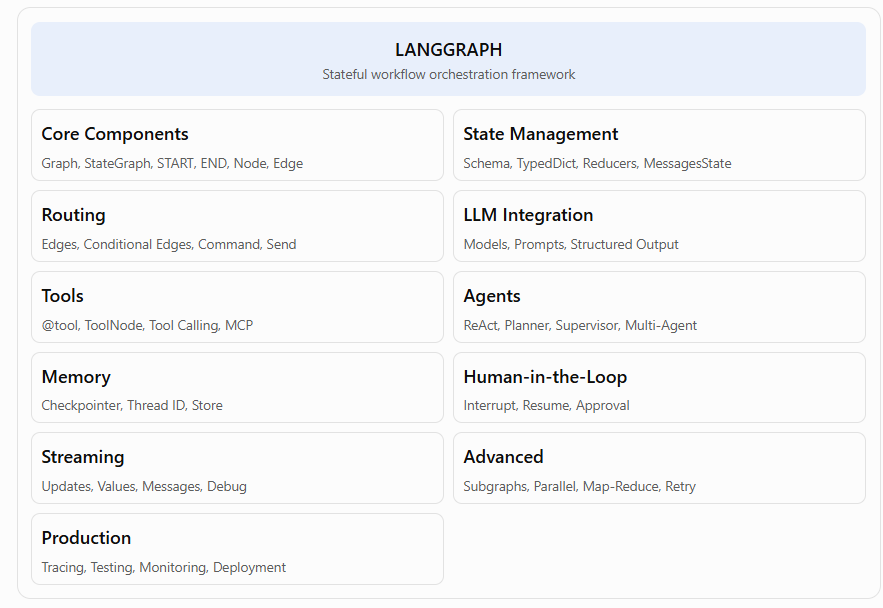 LANGGRAPH
Stateful workflow orchestration framework
Core Components
Graph, StateGraph, START, END, Node, Edge
State Management
Schema, TypedDict, Reducers, MessagesState
Routing
Edges, Conditional Edges, Command, Send
LLM Integration
Models, Prompts, Structured Output
Tools
@tool, ToolNode, Tool Calling, MCP
Agents
ReAct, Planner, Supervisor, Multi-Agent
Memory
Checkpointer, Thread ID, Store
Human-in-the-Loop
Interrupt, Resume, Approval
Streaming
Updates, Values, Messages, Debug
Advanced
Subgraphs, Parallel, Map-Reduce, Retry
Production
Tracing, Testing, Monitoring, Deployment